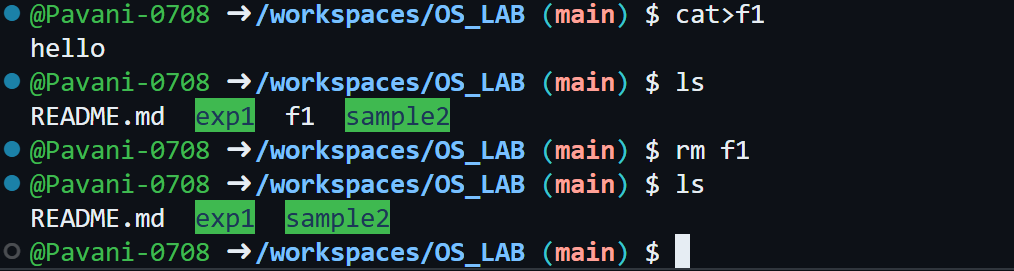 @Pavani-0708 ➜/workspaces/OS_LAB (main) $ cat>f1
hello
@Pavani-0708 ➜/workspaces/OS_LAB (main) $ ls
README.md  exp1  f1  sample2
@Pavani-0708 ➜/workspaces/OS_LAB (main) $ rm f1
@Pavani-0708 ➜/workspaces/OS_LAB (main) $ ls
README.md  exp1  sample2
@Pavani-0708 ➜/workspaces/OS_LAB (main) $